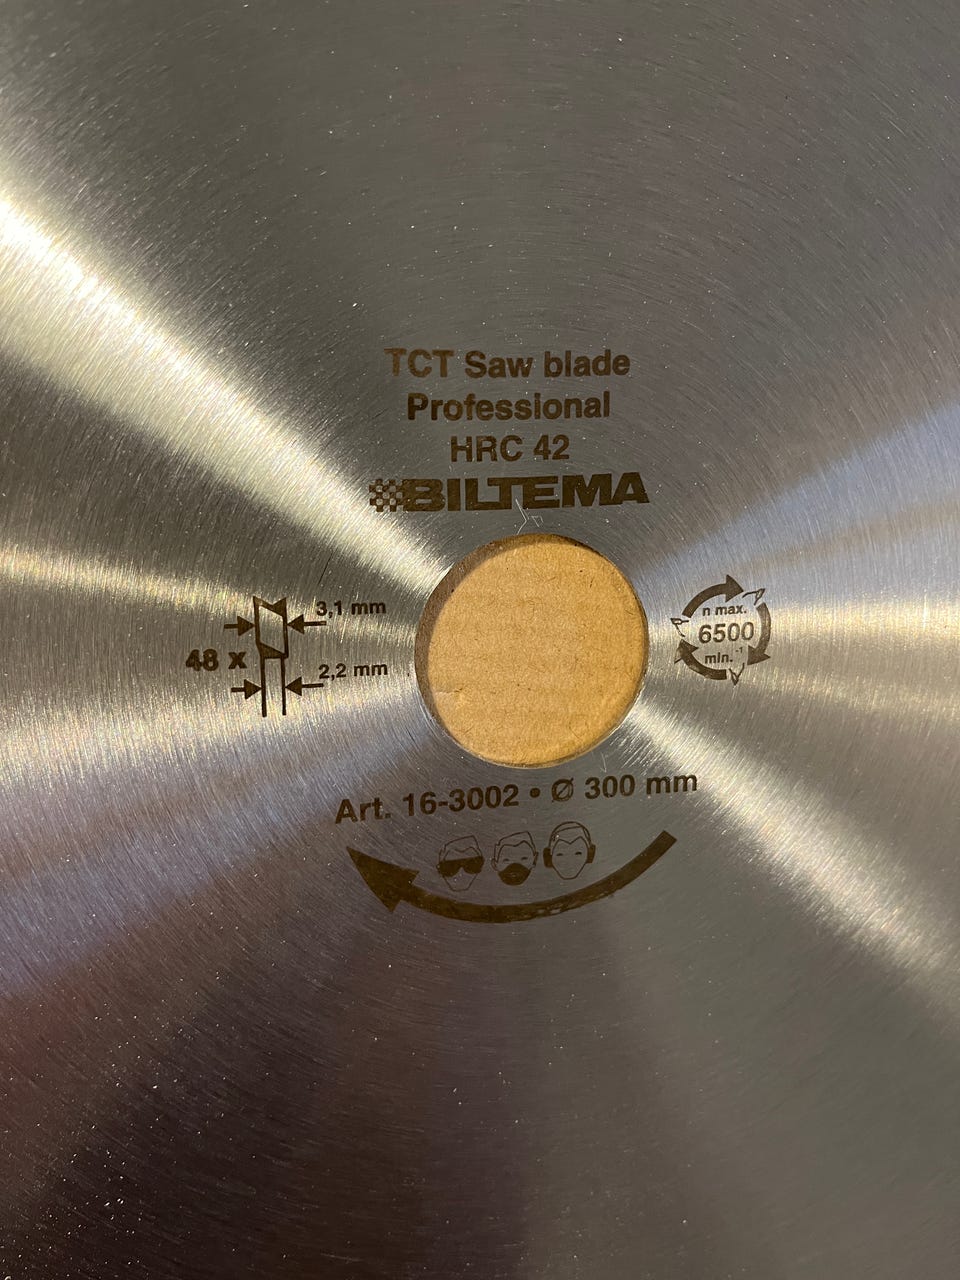 TCT Saw blade
Professional
HRC 42
BILTEMA
3,1 mm
48 x
2,2 mm
n max.
6500
min.⁻¹
Art. 16-3002 • Ø 300 mm